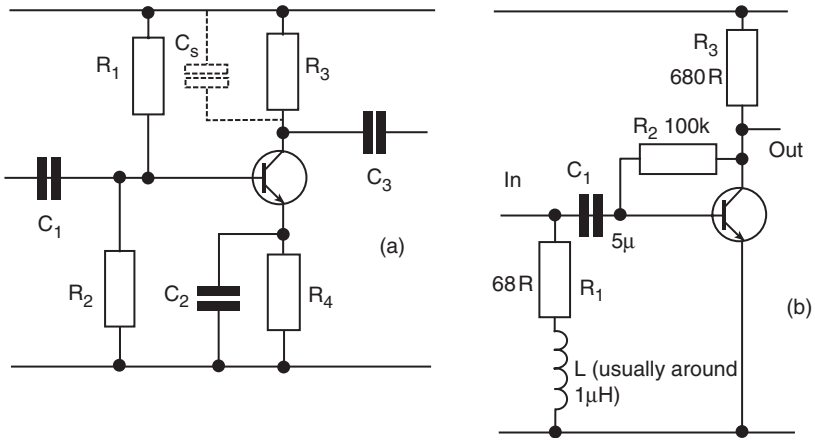 Cs
R1
R3
C1
C3
(a)
R2
C2
R4
R3
680R
R2 100k
Out
In
C1
5μ
68R
R1
(b)
L (usually around
1μH)